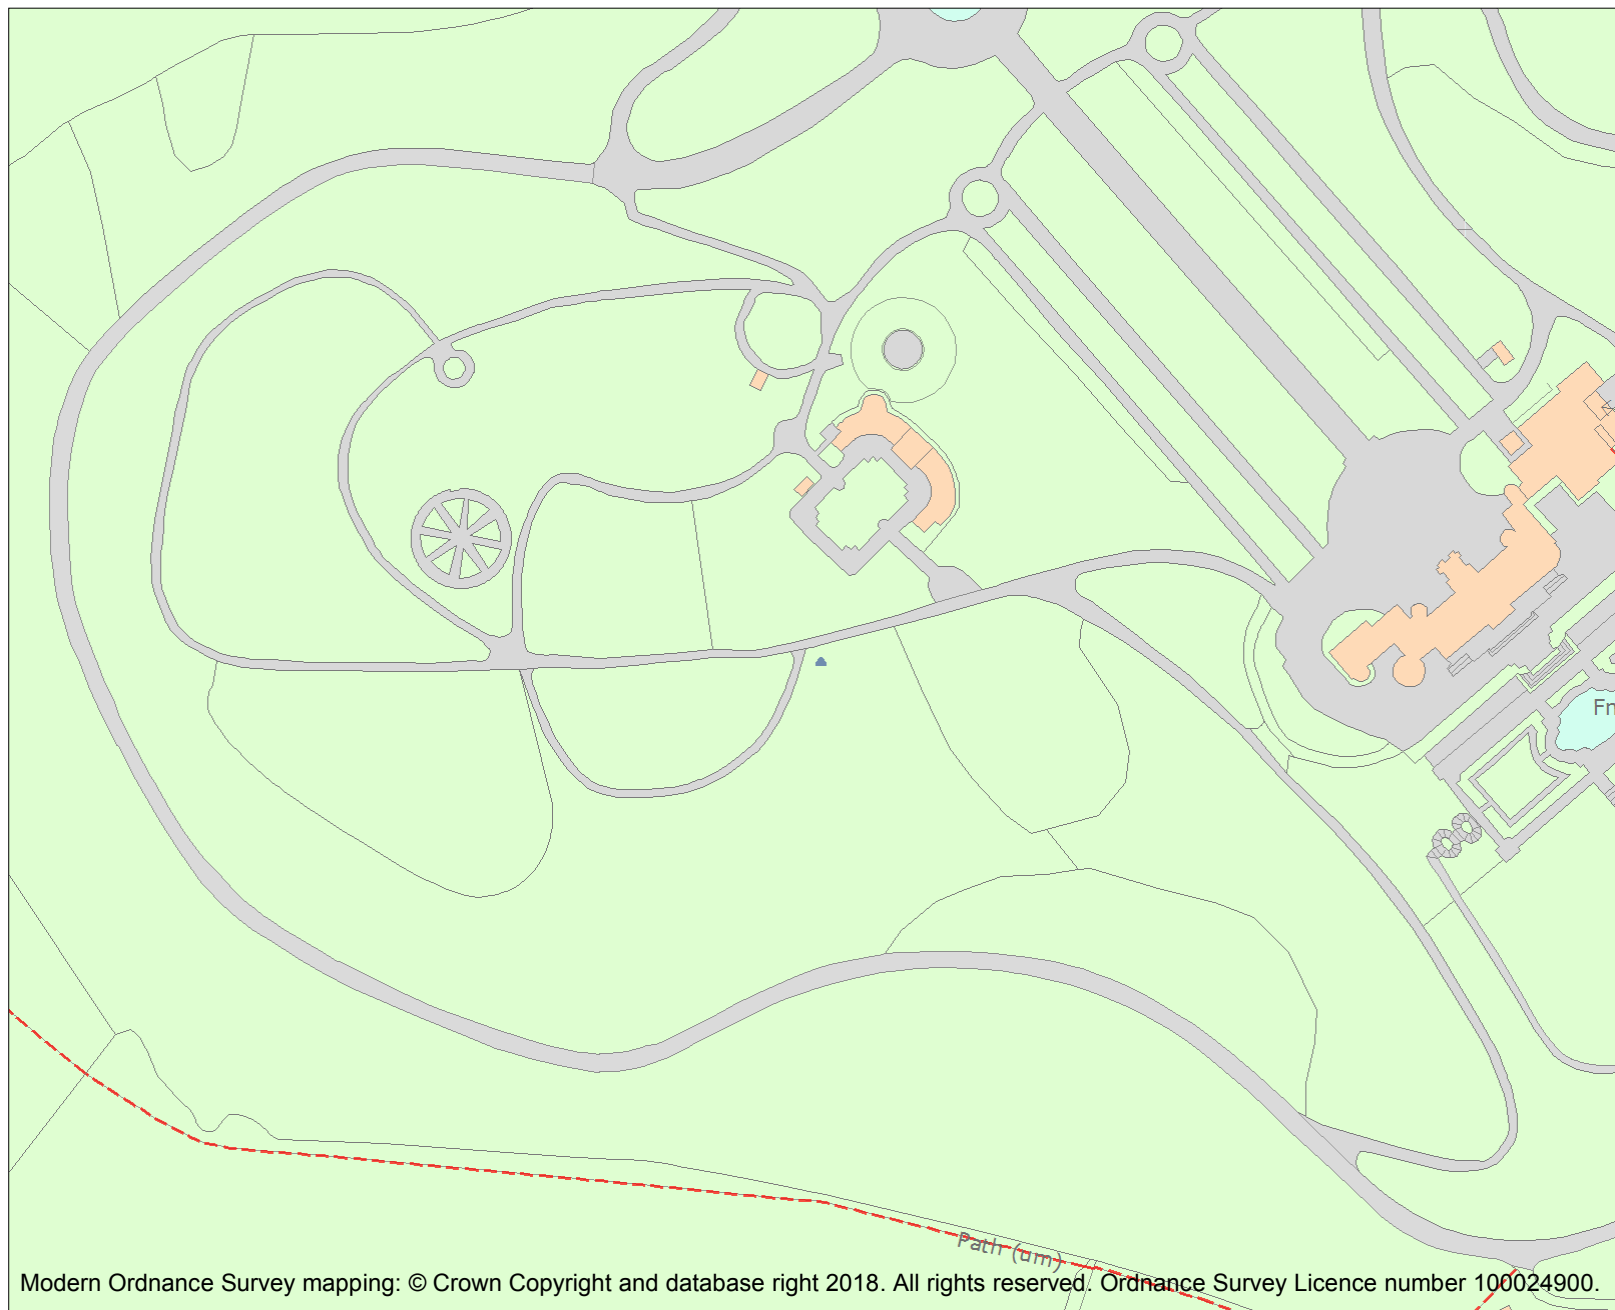 Fn
Path (um)
Modern Ordnance Survey mapping: © Crown Copyright and database right 2018. All rights reserved. Ordnance Survey Licence number 100024900.